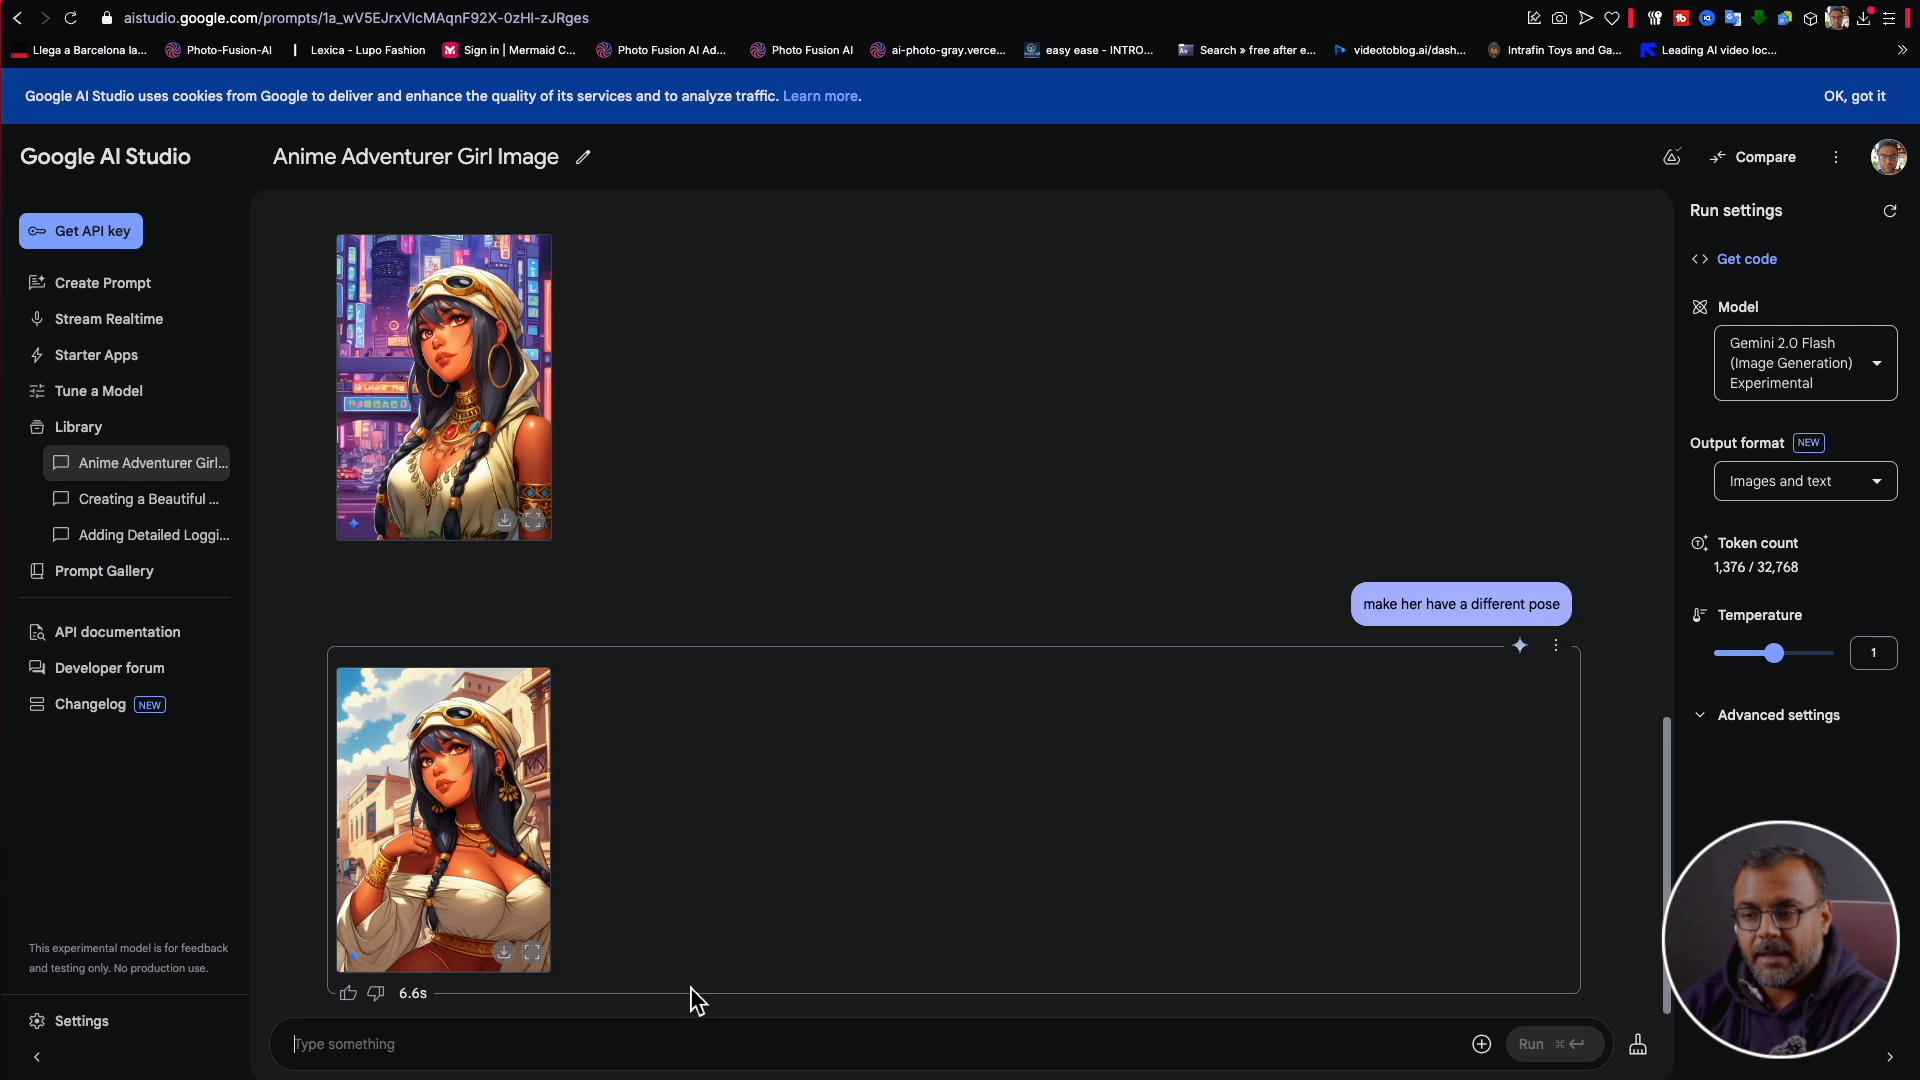 aistudio.google.com/prompts/1a_wV5EJrxVlcMAqnF92X-0zHl-zJRges
Llega a Barcelona la...
Photo-Fusion-AI
Lexica - Lupo Fashion
Sign in | Mermaid C...
Photo Fusion AI Ad...
Photo Fusion AI
ai-photo-gray.verce...
easy ease - INTRO...
Search » free after e...
videotoblog.ai/dash...
Intrafin Toys and Ga...
Leading AI video loc...
Google AI Studio uses cookies from Google to deliver and enhance the quality of its services and to analyze traffic. Learn more.
OK, got it
Google AI Studio
Anime Adventurer Girl Image
Compare
Get API key
Create Prompt
Stream Realtime
Starter Apps
Tune a Model
Library
Anime Adventurer Girl...
Creating a Beautiful ...
Adding Detailed Loggi...
Prompt Gallery
API documentation
Developer forum
Changelog NEW
This experimental model is for feedback
and testing only. No production use.
Settings
make her have a different pose
6.6s
Type something
Run ⌘ ↵
Run settings
Get code
Model
Gemini 2.0 Flash
(Image Generation)
Experimental
Output format NEW
Images and text
Token count
1,376 / 32,768
Temperature
1
Advanced settings